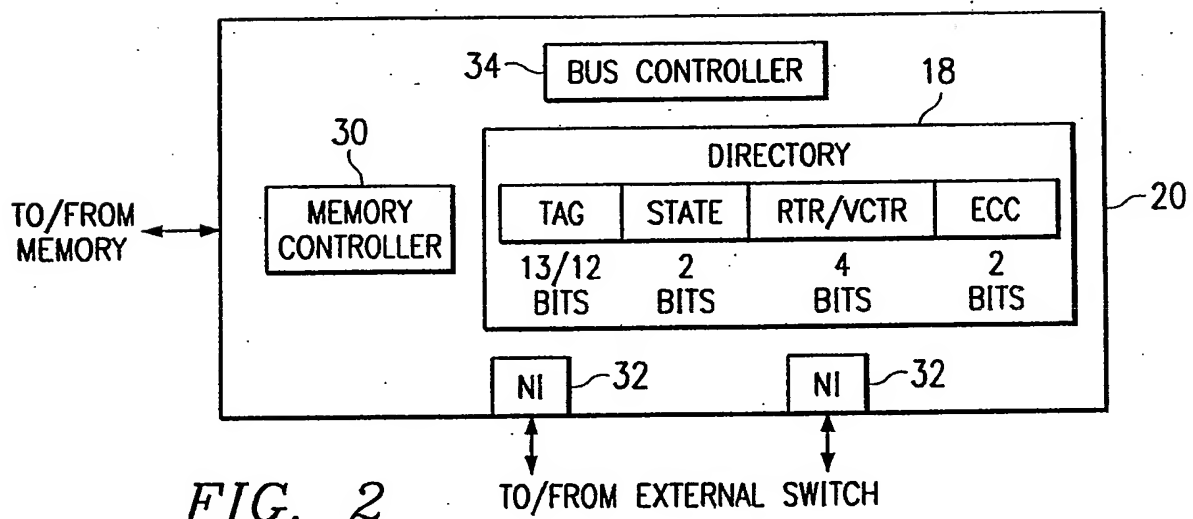 34
BUS CONTROLLER
18
30
DIRECTORY
TO/FROM
MEMORY
MEMORY
CONTROLLER
TAG STATE RTR/VCTR ECC
13/12
BITS
2
BITS
4
BITS
2
BITS
20
NI
32
NI
32
TO/FROM EXTERNAL SWITCH
FIG. 2